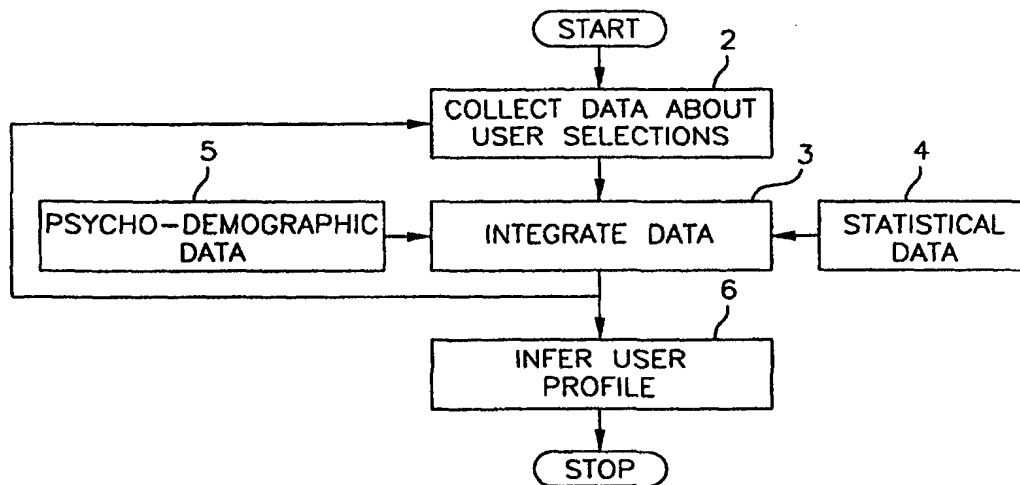 START
2
COLLECT DATA ABOUT
USER SELECTIONS
5
3
4
PSYCHO-DEMOGRAPHIC
DATA
INTEGRATE DATA
STATISTICAL
DATA
6
INFER USER
PROFILE
STOP